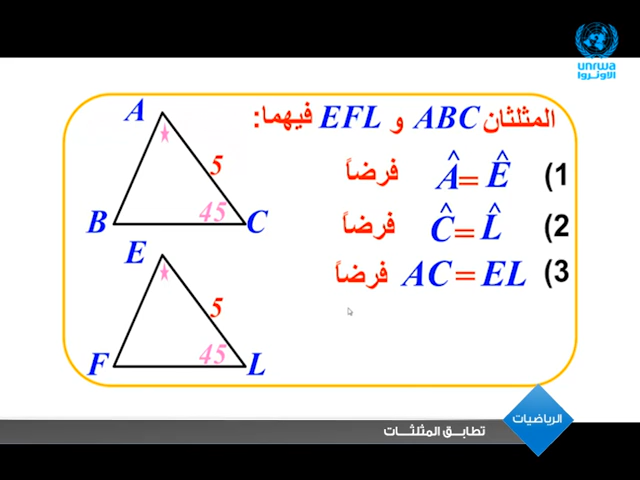 unrwa
الاونروا
المثلثان ABC و EFL فيهما:
1) Â = Ê فرضاً
2) Ĉ = L̂ فرضاً
3) AC = EL فرضاً
A
5
45
B
C
E
5
45
F
L
الرياضيات
تطابق المثلثات